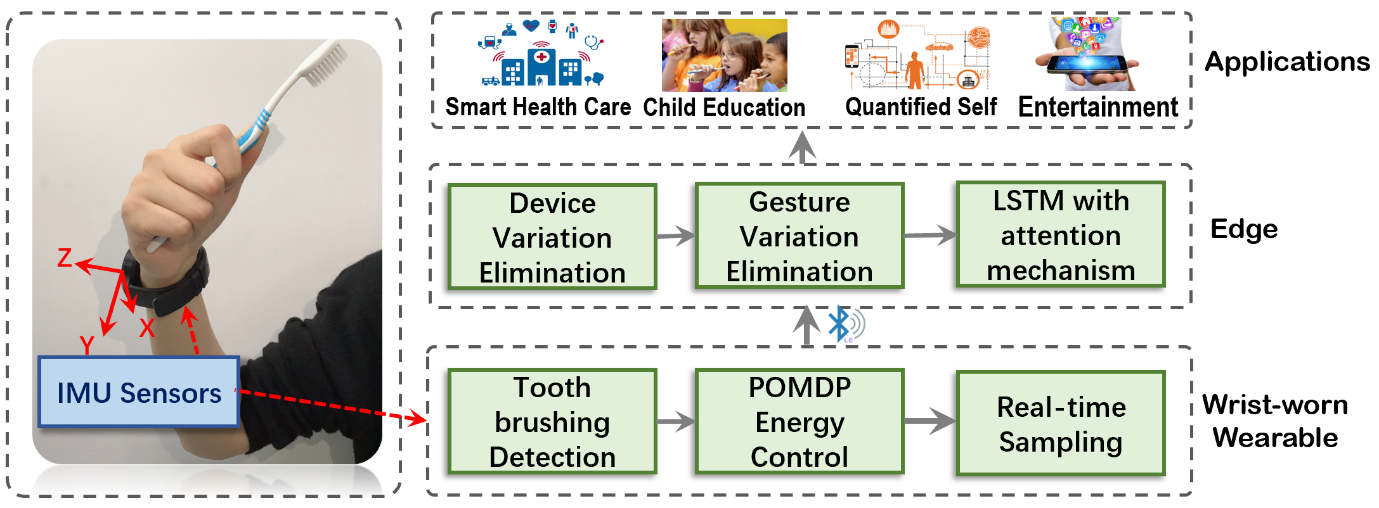 Smart Health Care
Child Education
Quantified Self
Entertainment
Applications
Device
Variation
Elimination
Gesture
Variation
Elimination
LSTM with
attention
mechanism
Edge
Z
X
Y
IMU Sensors
LE
Tooth
brushing
Detection
POMDP
Energy
Control
Real-time
Sampling
Wrist-worn
Wearable